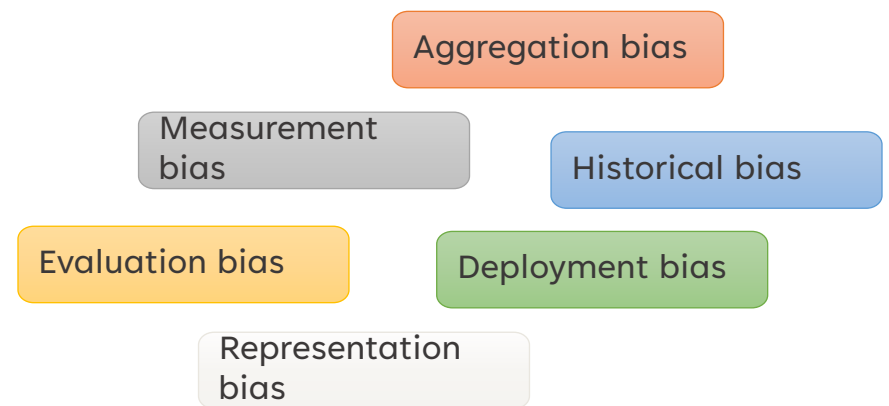 Aggregation bias
Measurement
bias
Historical bias
Evaluation bias
Deployment bias
Representation
bias